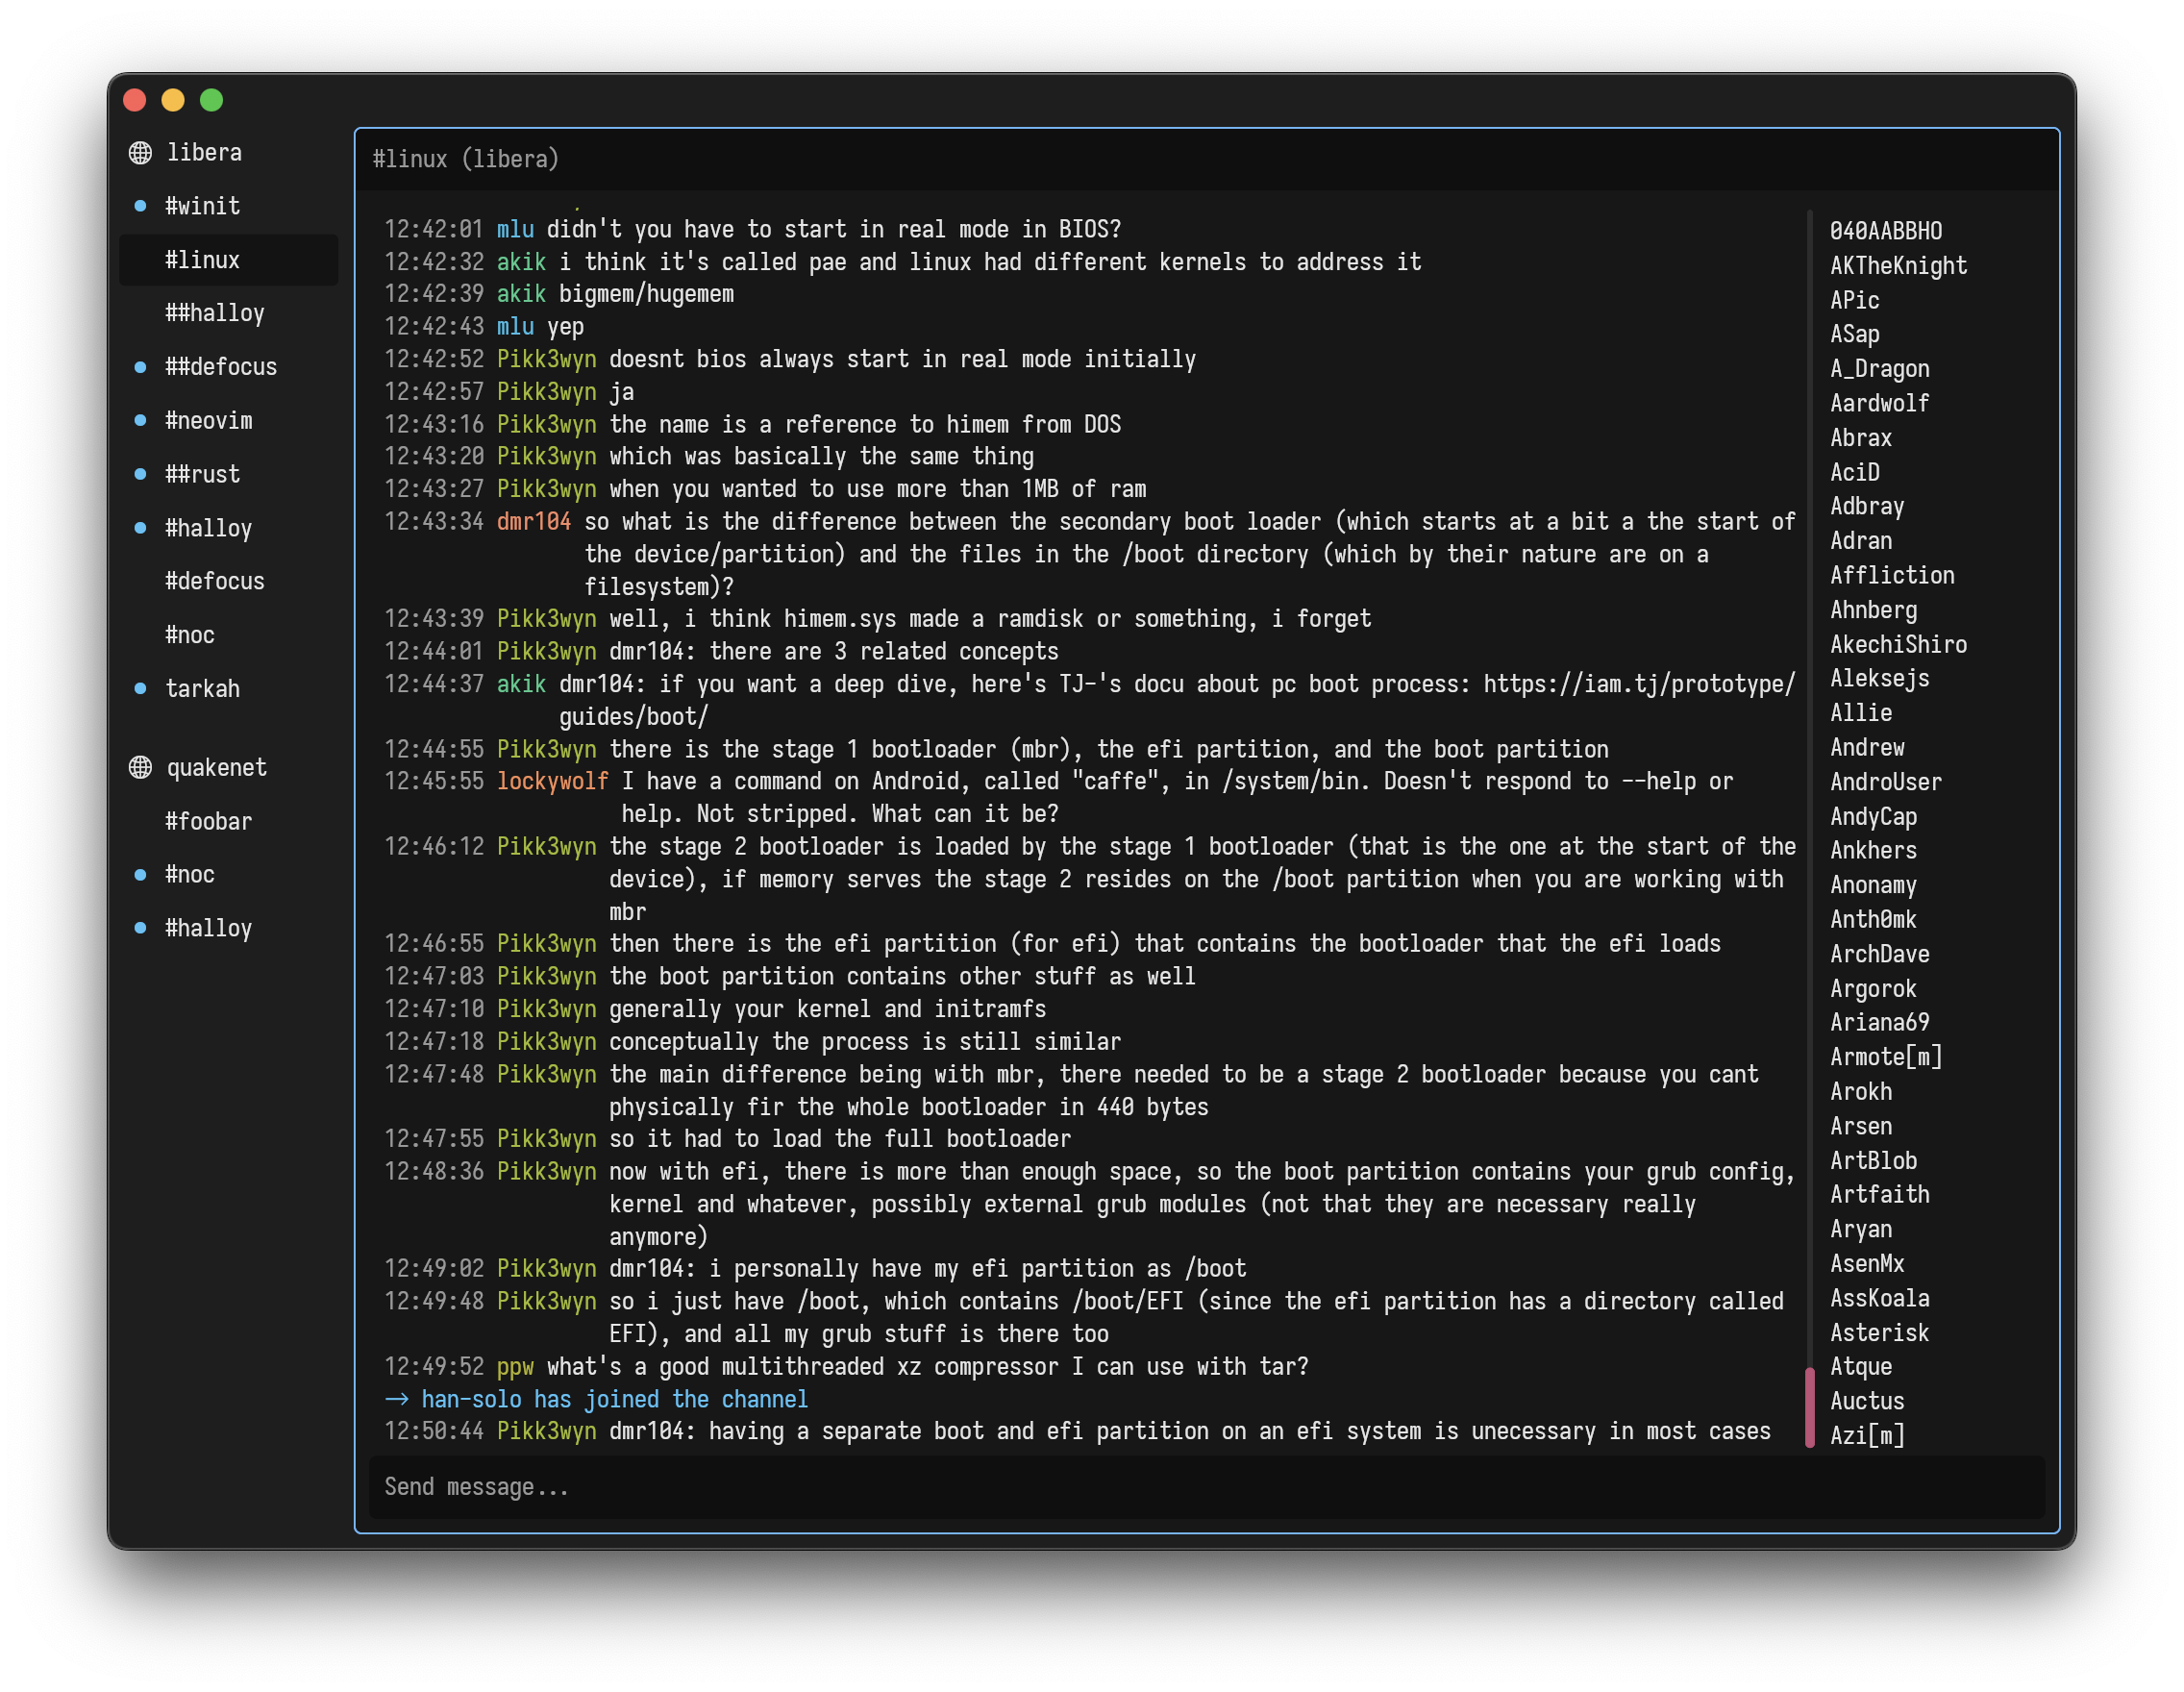 libera
#winit
#linux
##halloy
##defocus
#neovim
##rust
#halloy
#defocus
#noc
tarkah
quakenet
#foobar
#noc
#halloy
#linux (libera)
12:42:01 mlu didn't you have to start in real mode in BIOS?
12:42:32 akik i think it's called pae and linux had different kernels to address it
12:42:39 akik bigmem/hugemem
12:42:43 mlu yep
12:42:52 Pikk3wyn doesnt bios always start in real mode initially
12:42:57 Pikk3wyn ja
12:43:16 Pikk3wyn the name is a reference to himem from DOS
12:43:20 Pikk3wyn which was basically the same thing
12:43:27 Pikk3wyn when you wanted to use more than 1MB of ram
12:43:34 dmr104 so what is the difference between the secondary boot loader (which starts at a bit a the start of
the device/partition) and the files in the /boot directory (which by their nature are on a
filesystem)?
12:43:39 Pikk3wyn well, i think himem.sys made a ramdisk or something, i forget
12:44:01 Pikk3wyn dmr104: there are 3 related concepts
12:44:37 akik dmr104: if you want a deep dive, here's TJ-'s docu about pc boot process: https://iam.tj/prototype/
guides/boot/
12:44:55 Pikk3wyn there is the stage 1 bootloader (mbr), the efi partition, and the boot partition
12:45:55 lockywolf I have a command on Android, called "caffe", in /system/bin. Doesn't respond to --help or
help. Not stripped. What can it be?
12:46:12 Pikk3wyn the stage 2 bootloader is loaded by the stage 1 bootloader (that is the one at the start of the
device), if memory serves the stage 2 resides on the /boot partition when you are working with
mbr
12:46:55 Pikk3wyn then there is the efi partition (for efi) that contains the bootloader that the efi loads
12:47:03 Pikk3wyn the boot partition contains other stuff as well
12:47:10 Pikk3wyn generally your kernel and initramfs
12:47:18 Pikk3wyn conceptually the process is still similar
12:47:48 Pikk3wyn the main difference being with mbr, there needed to be a stage 2 bootloader because you cant
physically fir the whole bootloader in 440 bytes
12:47:55 Pikk3wyn so it had to load the full bootloader
12:48:36 Pikk3wyn now with efi, there is more than enough space, so the boot partition contains your grub config,
kernel and whatever, possibly external grub modules (not that they are necessary really
anymore)
12:49:02 Pikk3wyn dmr104: i personally have my efi partition as /boot
12:49:48 Pikk3wyn so i just have /boot, which contains /boot/EFI (since the efi partition has a directory called
EFI), and all my grub stuff is there too
12:49:52 ppw what's a good multithreaded xz compressor I can use with tar?
⟶ han-solo has joined the channel
12:50:44 Pikk3wyn dmr104: having a separate boot and efi partition on an efi system is unecessary in most cases
Send message...
040AABBHO
AKTheKnight
APic
ASap
A_Dragon
Aardwolf
Abrax
AciD
Adbray
Adran
Affliction
Ahnberg
AkechiShiro
Aleksejs
Allie
Andrew
AndroUser
AndyCap
Ankhers
Anonamy
Anth0mk
ArchDave
Argorok
Ariana69
Armote[m]
Arokh
Arsen
ArtBlob
Artfaith
Aryan
AsenMx
AssKoala
Asterisk
Atque
Auctus
Azi[m]